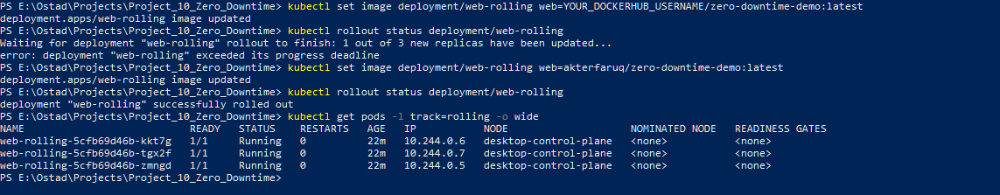 PS E:\Ostad\Projects\Project_10_Zero_Downtime> kubectl set image deployment/web-rolling web=YOUR_DOCKERHUB_USERNAME/zero-downtime-demo:latest
deployment.apps/web-rolling image updated
PS E:\Ostad\Projects\Project_10_Zero_Downtime> kubectl rollout status deployment/web-rolling
Waiting for deployment "web-rolling" rollout to finish: 1 out of 3 new replicas have been updated...
error: deployment "web-rolling" exceeded its progress deadline
PS E:\Ostad\Projects\Project_10_Zero_Downtime> kubectl set image deployment/web-rolling web=akterfaruq/zero-downtime-demo:latest
deployment.apps/web-rolling image updated
PS E:\Ostad\Projects\Project_10_Zero_Downtime> kubectl rollout status deployment/web-rolling
deployment "web-rolling" successfully rolled out
PS E:\Ostad\Projects\Project_10_Zero_Downtime> kubectl get pods -l track=rolling -o wide
NAME READY STATUS RESTARTS AGE IP NODE NOMINATED NODE READINESS GATES
web-rolling-5cfb69d46b-kkt7g 1/1 Running 0 22m 10.244.0.6 desktop-control-plane <none> <none>
web-rolling-5cfb69d46b-tgx2f 1/1 Running 0 22m 10.244.0.7 desktop-control-plane <none> <none>
web-rolling-5cfb69d46b-zmngd 1/1 Running 0 22m 10.244.0.5 desktop-control-plane <none> <none>
PS E:\Ostad\Projects\Project_10_Zero_Downtime>